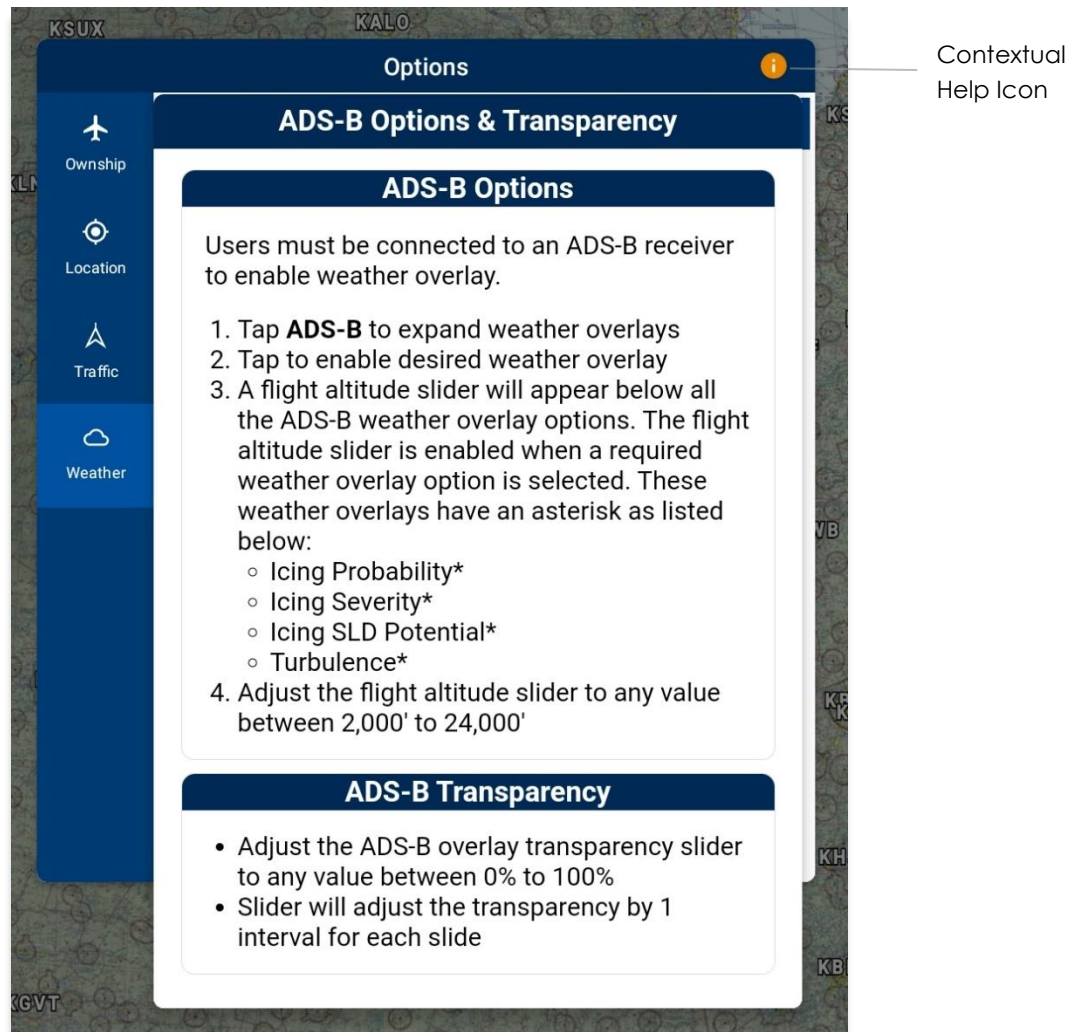 KSUX
KALO
Options
Contextual
Help Icon
ADS-B Options & Transparency
Ownship
Location
Traffic
Weather
ADS-B Options
Users must be connected to an ADS-B receiver
to enable weather overlay.
1. Tap ADS-B to expand weather overlays
2. Tap to enable desired weather overlay
3. A flight altitude slider will appear below all
the ADS-B weather overlay options. The flight
altitude slider is enabled when a required
weather overlay option is selected. These
weather overlays have an asterisk as listed
below:
◦ Icing Probability*
◦ Icing Severity*
◦ Icing SLD Potential*
◦ Turbulence*
4. Adjust the flight altitude slider to any value
between 2,000' to 24,000'
ADS-B Transparency
• Adjust the ADS-B overlay transparency slider
to any value between 0% to 100%
• Slider will adjust the transparency by 1
interval for each slide
KGVT